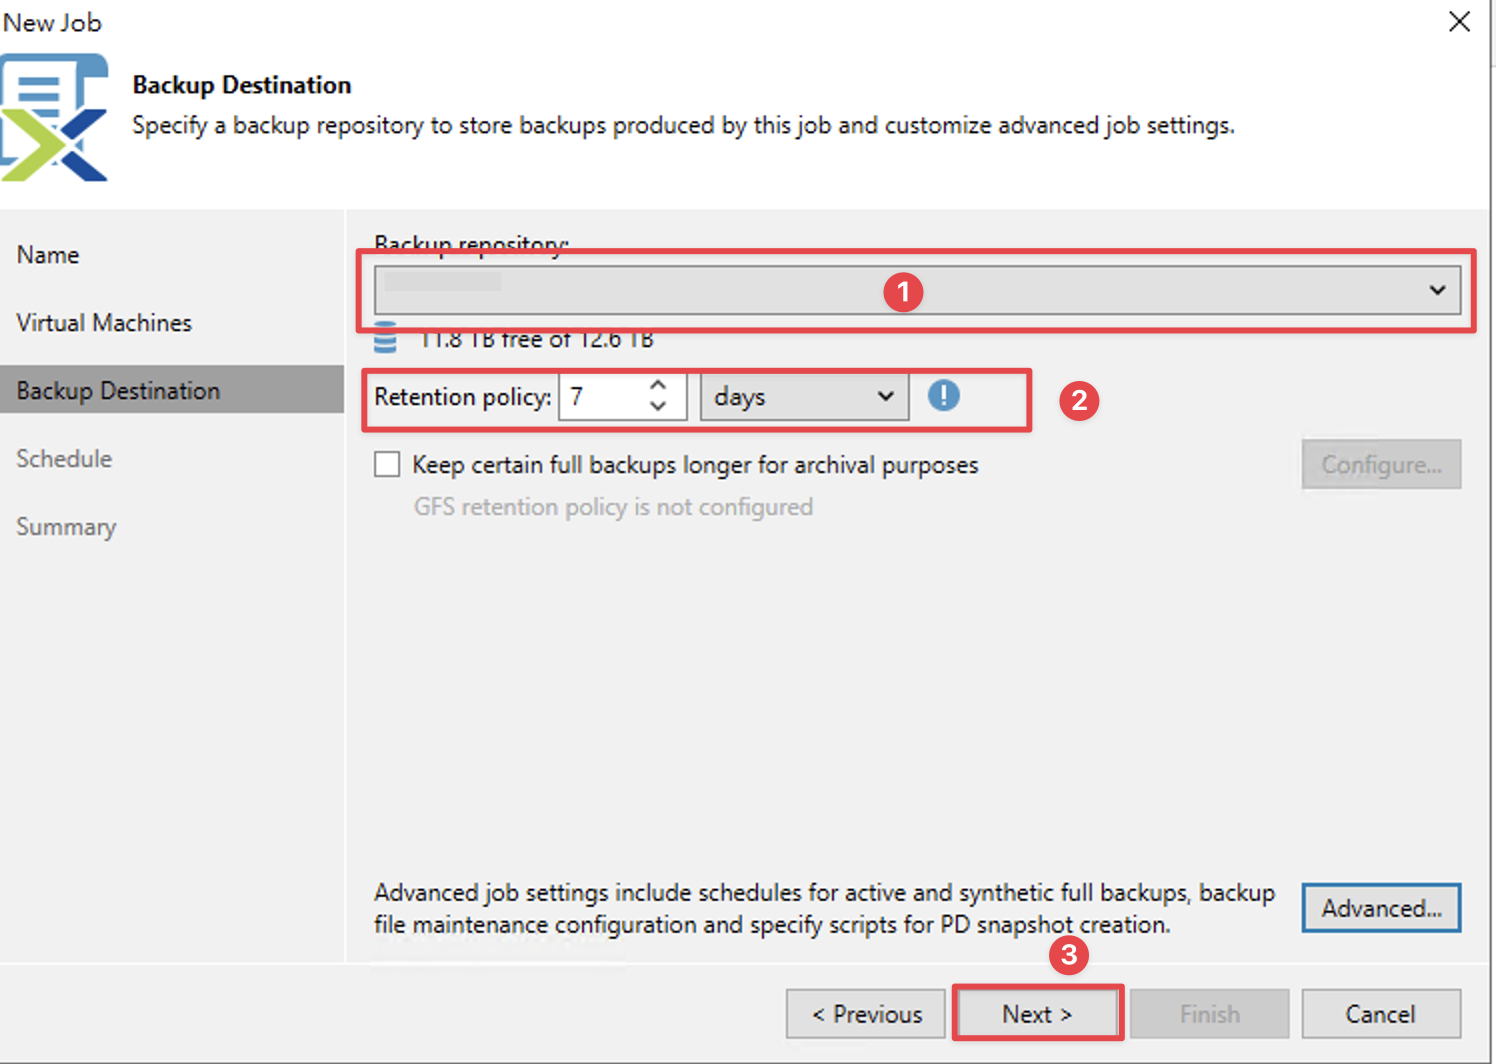 New Job
Backup Destination
Specify a backup repository to store backups produced by this job and customize advanced job settings.
Name
Virtual Machines
Backup Destination
Schedule
Summary
Backup repository:
1
11.8 TB free of 12.6 TB
Retention policy: 7 days
2
Keep certain full backups longer for archival purposes
Configure...
GFS retention policy is not configured
Advanced job settings include schedules for active and synthetic full backups, backup
file maintenance configuration and specify scripts for PD snapshot creation.
Advanced...
3
< Previous
Next >
Finish
Cancel